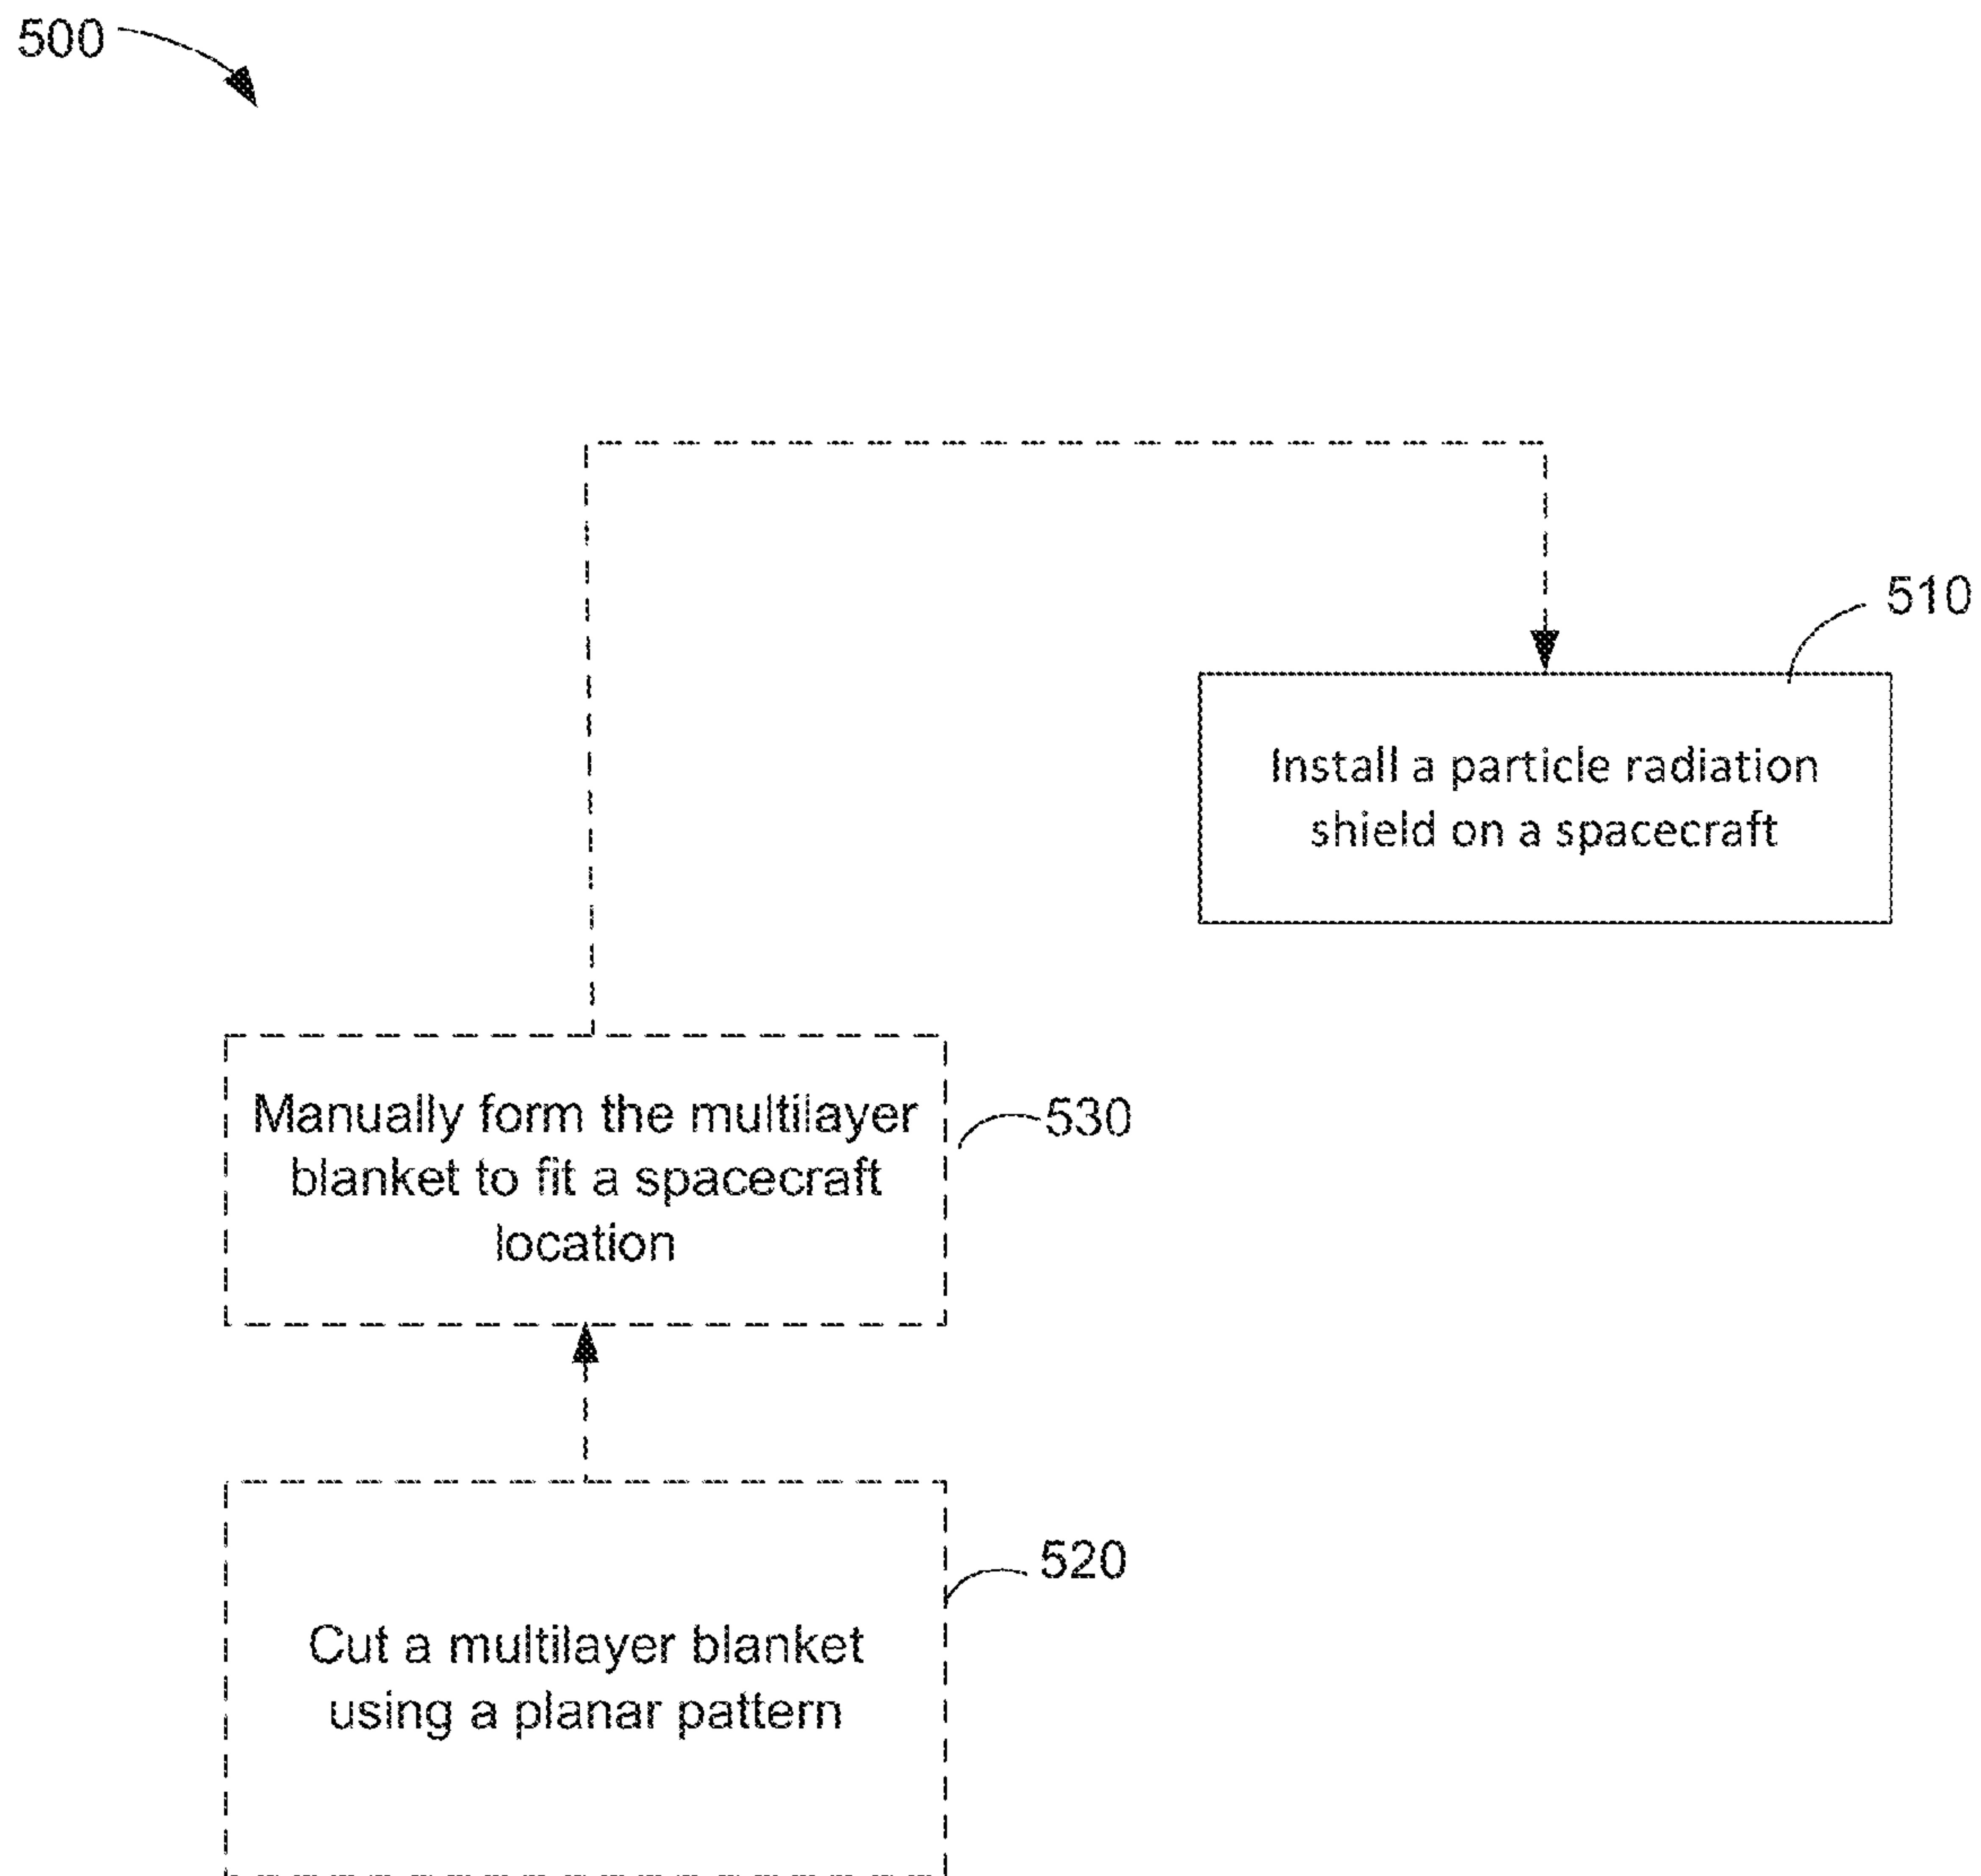 500
510
Install a particle radiation
shield on a spacecraft
Manually form the multilayer
blanket to fit a spacecraft
location
530
520
Cut a multilayer blanket
using a planar pattern